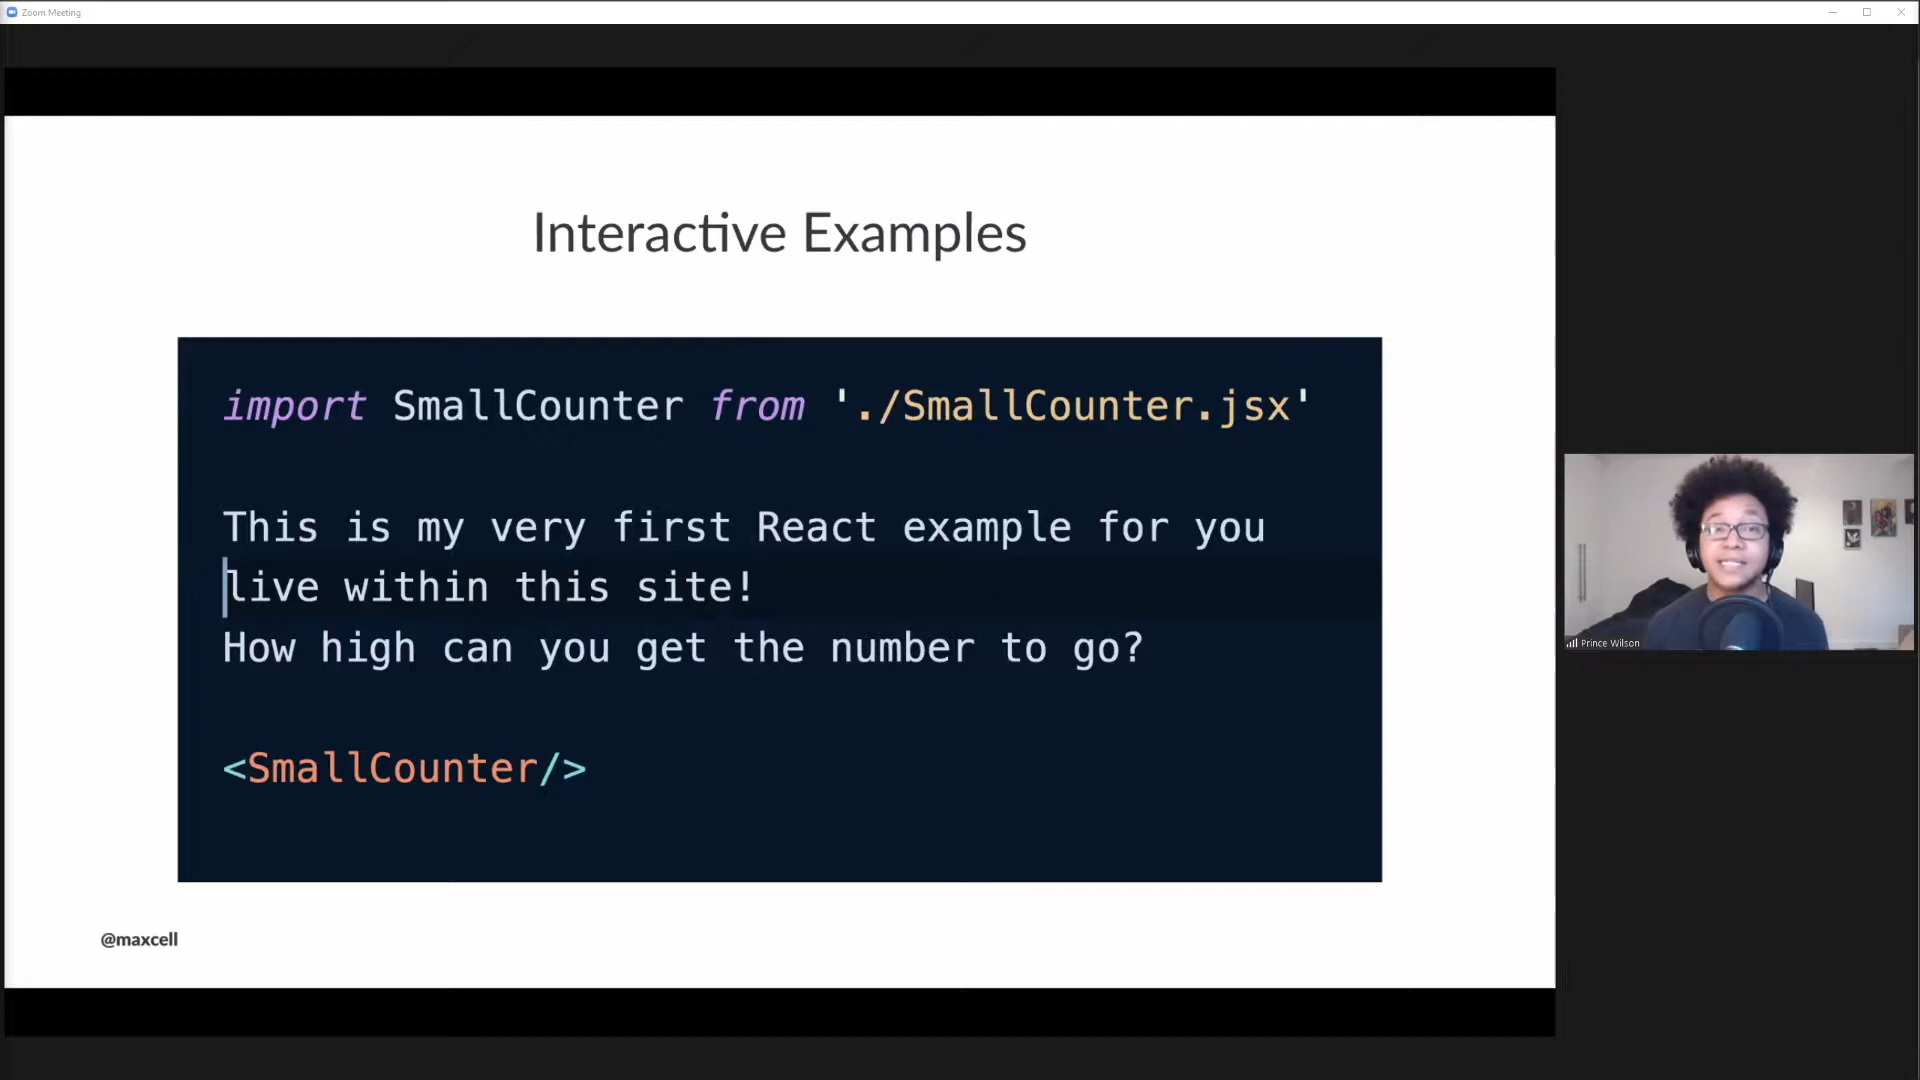 Zoom Meeting
Interactive Examples
import SmallCounter from './SmallCounter.jsx'
This is my very first React example for you
live within this site!
How high can you get the number to go?
<SmallCounter/>
@maxcell
Prince Wilson